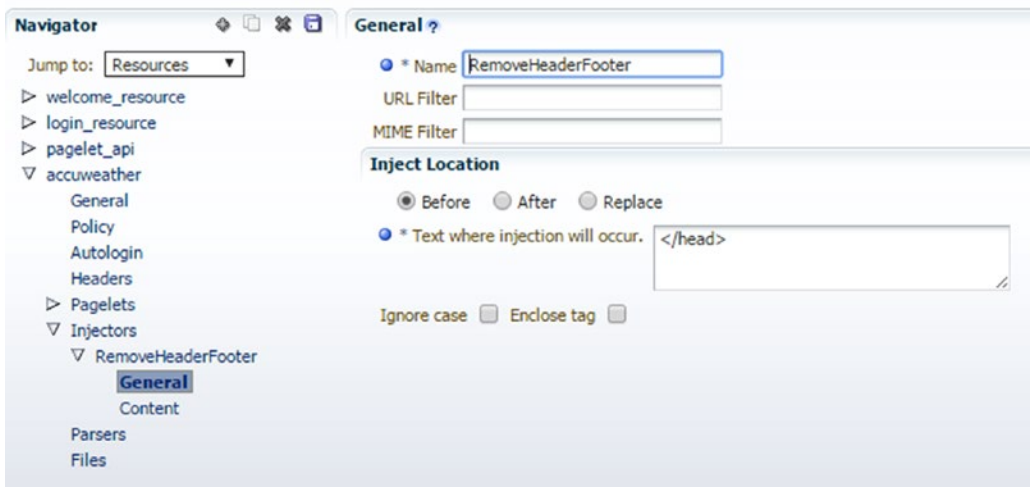 Navigator
Jump to: Resources
welcome_resource
login_resource
pagelet_api
accuweather
General
Policy
Autologin
Headers
Pagelets
Injectors
RemoveHeaderFooter
General
Content
Parsers
Files
General ?
* Name RemoveHeaderFooter
URL Filter
MIME Filter
Inject Location
Before After Replace
* Text where injection will occur. </head>
Ignore case Enclose tag